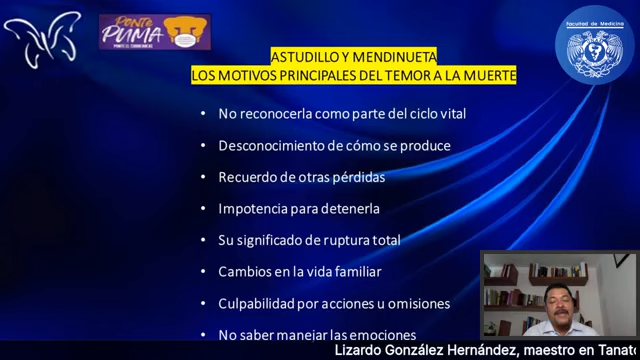 PONTE
PUMA
PONTE EL CUBREBOCAS
Facultad de Medicina
ASTUDILLO Y MENDINUETA
LOS MOTIVOS PRINCIPALES DEL TEMOR A LA MUERTE
• No reconocerla como parte del ciclo vital
• Desconocimiento de cómo se produce
• Recuerdo de otras pérdidas
• Impotencia para detenerla
• Su significado de ruptura total
• Cambios en la vida familiar
• Culpabilidad por acciones u omisiones
• No saber manejar las emociones
Lizardo González Hernández, maestro en Tanato